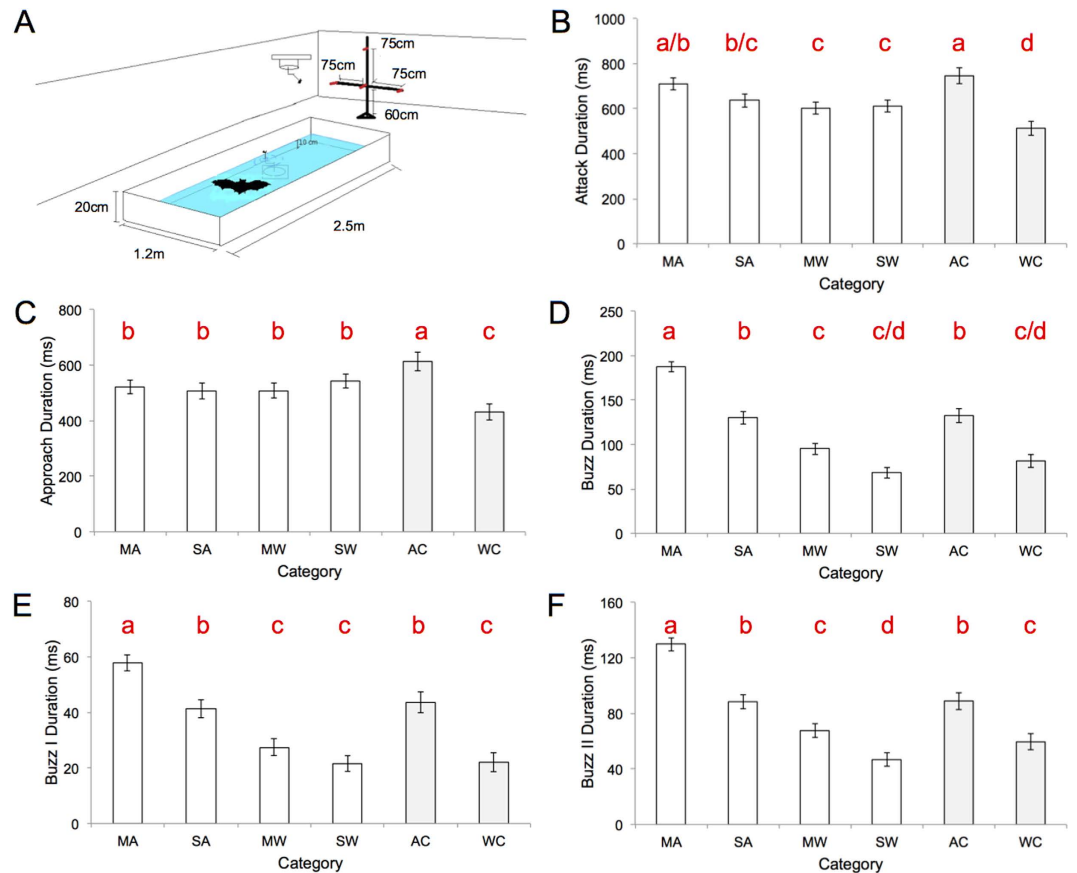 A
75cm
75cm
75cm
60cm
10 cm
20cm
1.2m
2.5m
B
1000
800
600
400
200
0
Attack Duration (ms)
a/b b/c c c a d
MA SA MW SW AC WC
Category
C
800
600
400
200
0
Approach Duration (ms)
b b b b a c
MA SA MW SW AC WC
Category
D
250
200
150
100
50
0
Buzz Duration (ms)
a b c c/d b c/d
MA SA MW SW AC WC
Category
E
80
60
40
20
0
Buzz I Duration (ms)
a b c c b c
MA SA MW SW AC WC
Category
F
160
120
80
40
0
Buzz II Duration (ms)
a b c d b c
MA SA MW SW AC WC
Category